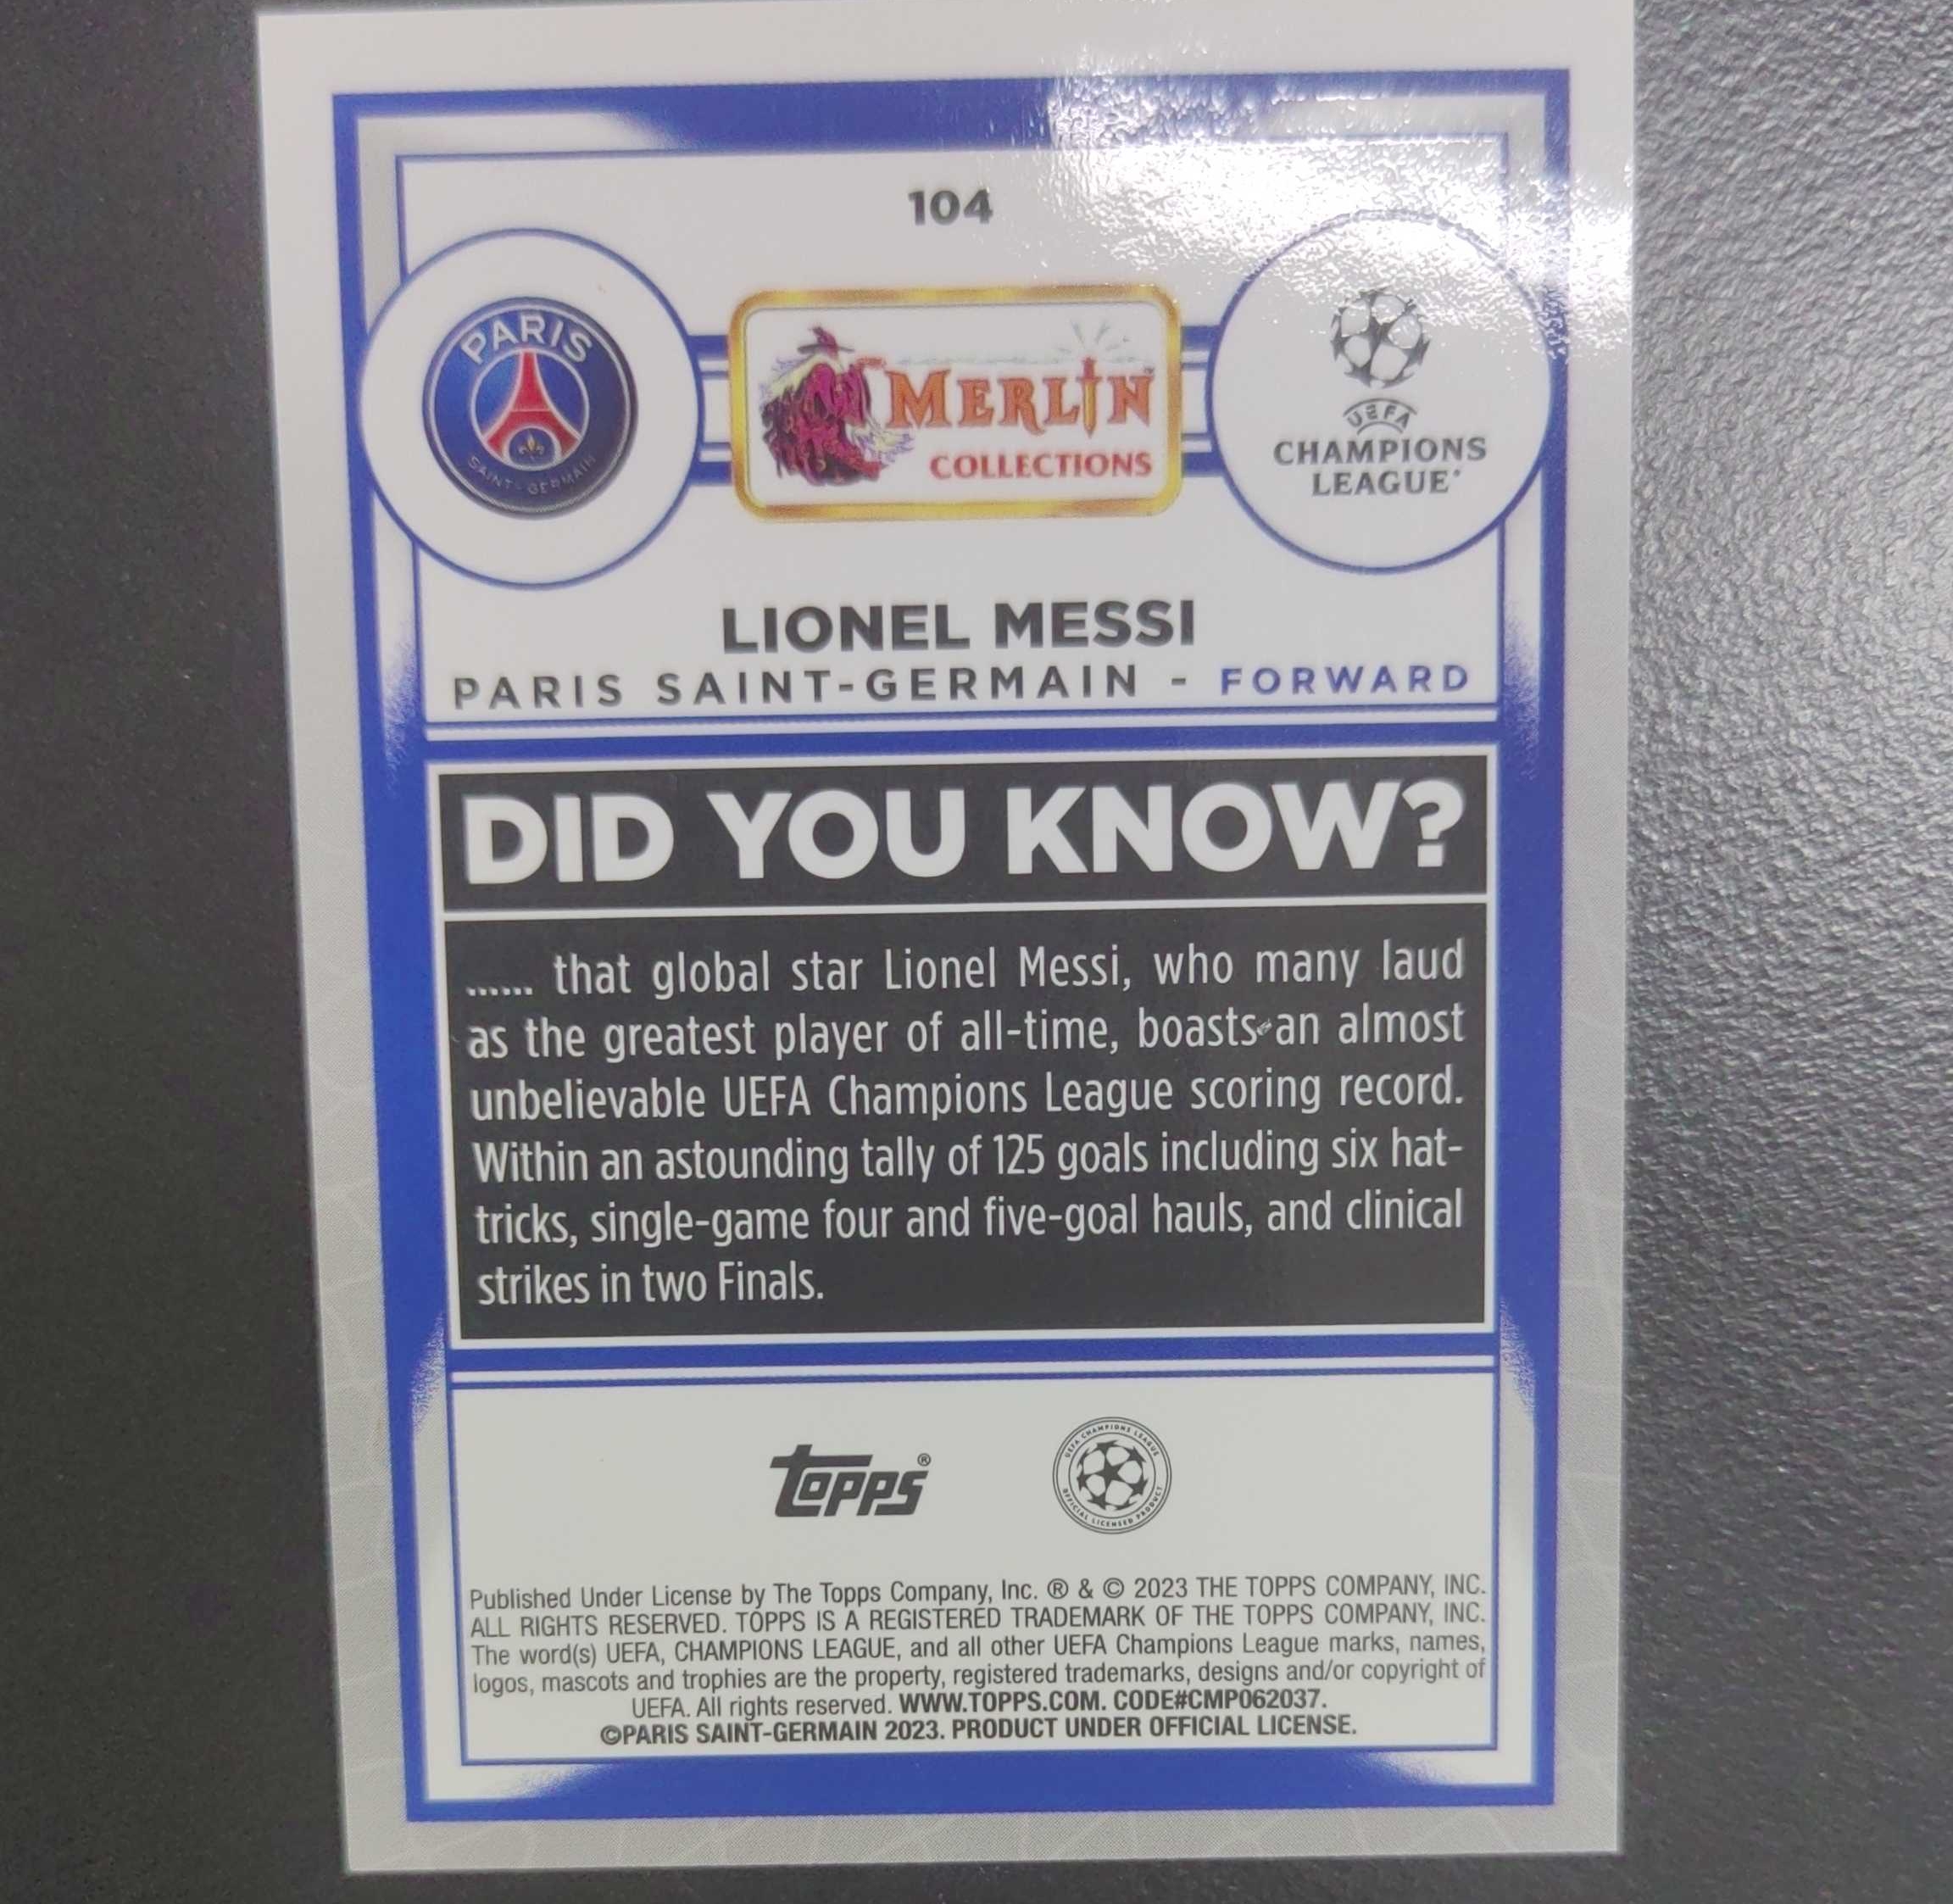 104
PARIS
SAINT-GERMAIN
MERLIN™
COLLECTIONS
UEFA
CHAMPIONS
LEAGUE®
LIONEL MESSI
PARIS SAINT-GERMAIN - FORWARD
DID YOU KNOW?
...... that global star Lionel Messi, who many laud
as the greatest player of all-time, boasts an almost
unbelievable UEFA Champions League scoring record.
Within an astounding tally of 125 goals including six hat-
tricks, single-game four and five-goal hauls, and clinical
strikes in two Finals.
topps®
UEFA CHAMPIONS LEAGUE
OFFICIAL LICENSED PRODUCT
Published Under License by The Topps Company, Inc. ® & © 2023 THE TOPPS COMPANY, INC.
ALL RIGHTS RESERVED. TOPPS IS A REGISTERED TRADEMARK OF THE TOPPS COMPANY, INC.
The word(s) UEFA, CHAMPIONS LEAGUE, and all other UEFA Champions League marks, names,
logos, mascots and trophies are the property, registered trademarks, designs and/or copyright of
UEFA. All rights reserved. WWW.TOPPS.COM. CODE#CMP062037.
©PARIS SAINT-GERMAIN 2023. PRODUCT UNDER OFFICIAL LICENSE.